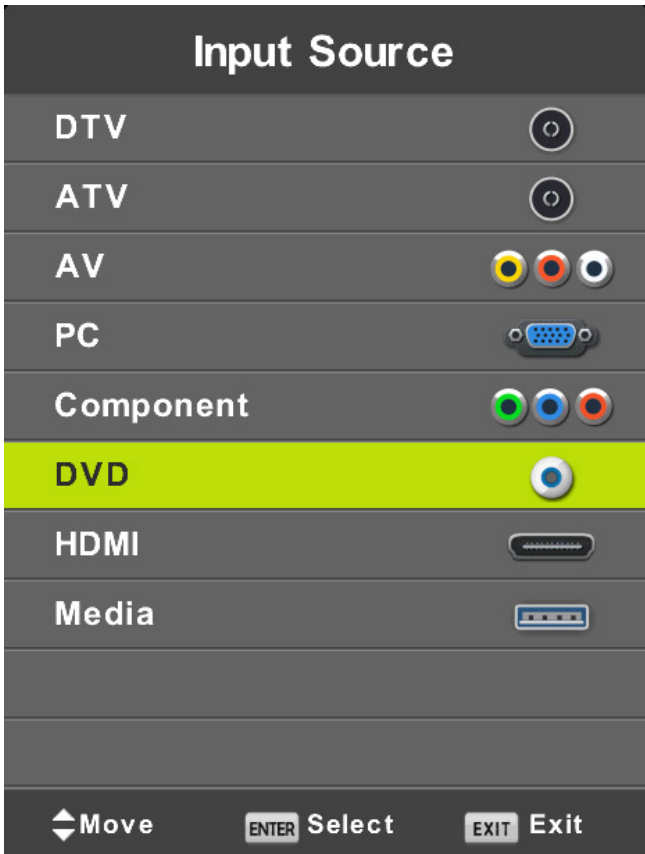 Input Source
DTV
ATV
AV
PC
Component
DVD
HDMI
Media
Move ENTER Select EXIT Exit